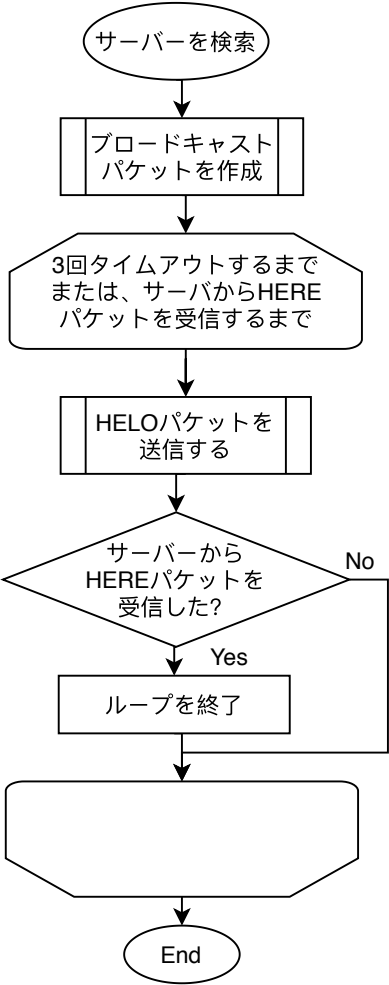 サーバーを検索
ブロードキャスト
パケットを作成
3回タイムアウトするまで
または、サーバからHERE
パケットを受信するまで
HELOパケットを
送信する
サーバーから
HEREパケットを
受信した?
No
Yes
ループを終了
End